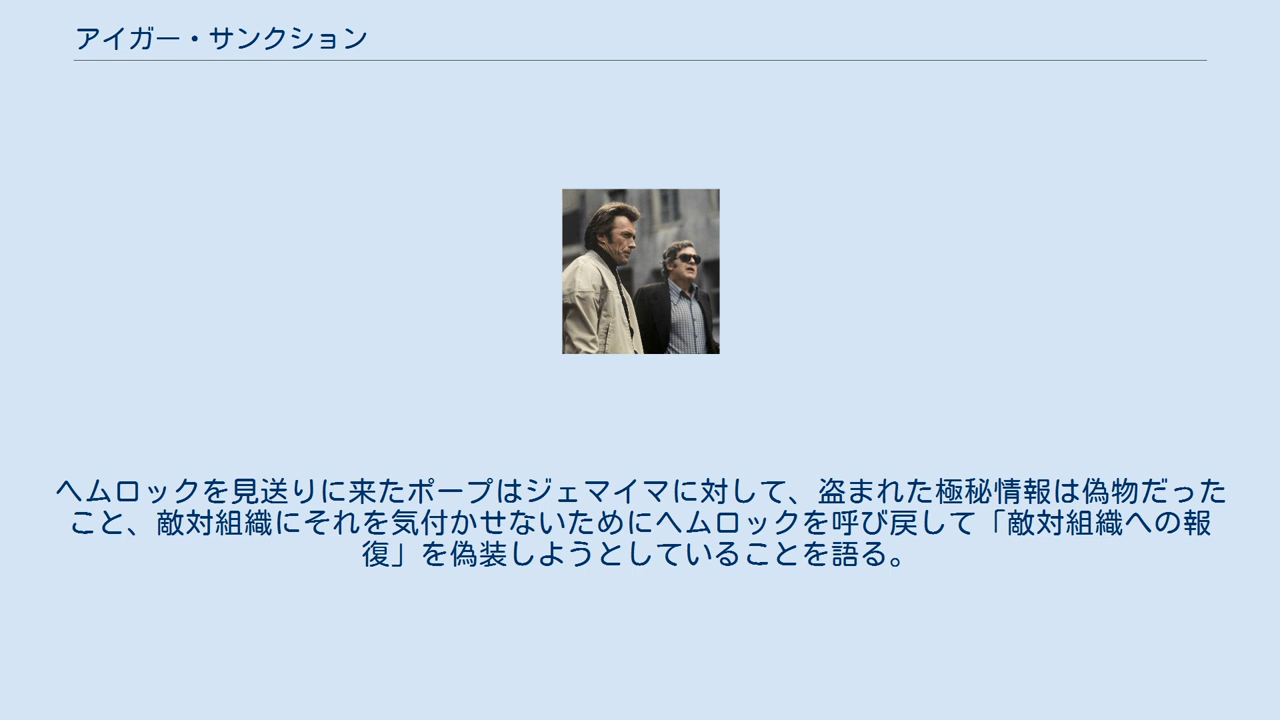 アイガー・サンクション
ヘムロックを見送りに来たポープはジェマイマに対して、盗まれた極秘情報は偽物だった
こと、敵対組織にそれを気付かせないためにヘムロックを呼び戻して「敵対組織への報
復」を偽装しようとしていることを語る。